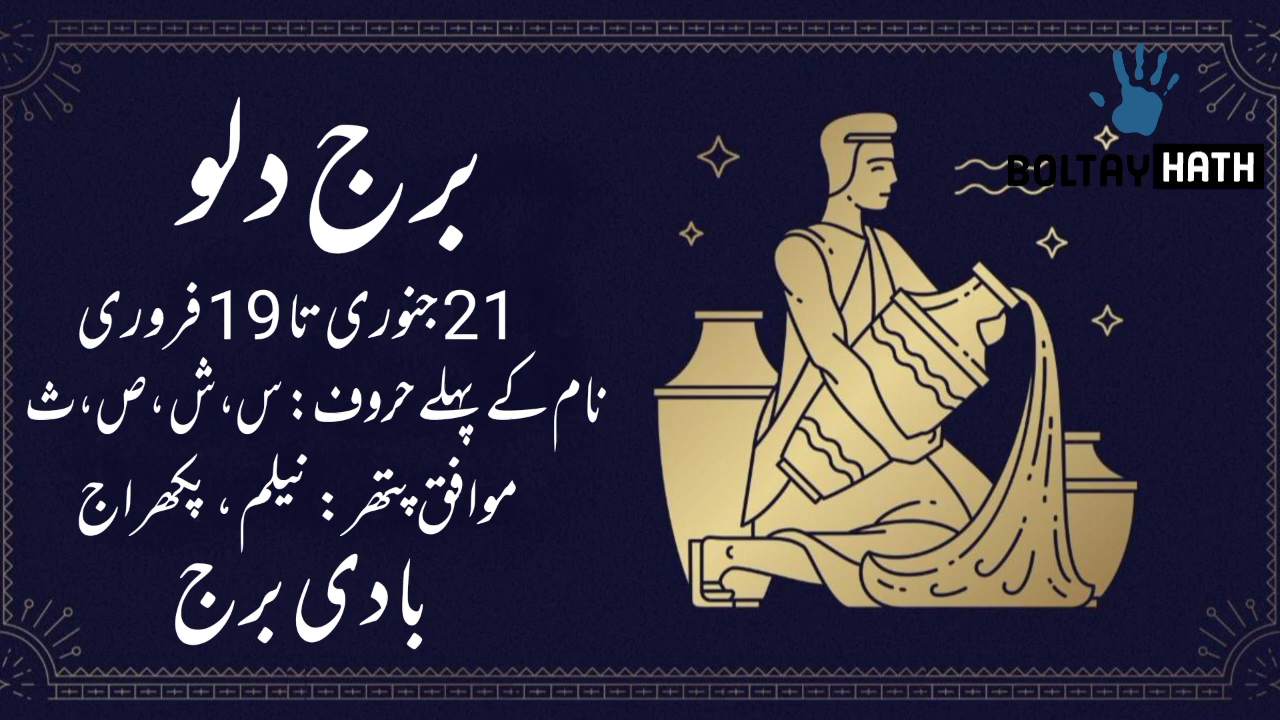 برج دلو
21 جنوری تا 19 فروری
نام کے پہلے حروف : س، ش، ص، ث
موافق پتھر : نیلم ، پکھراج
بادی برج
BOLTAY HATH